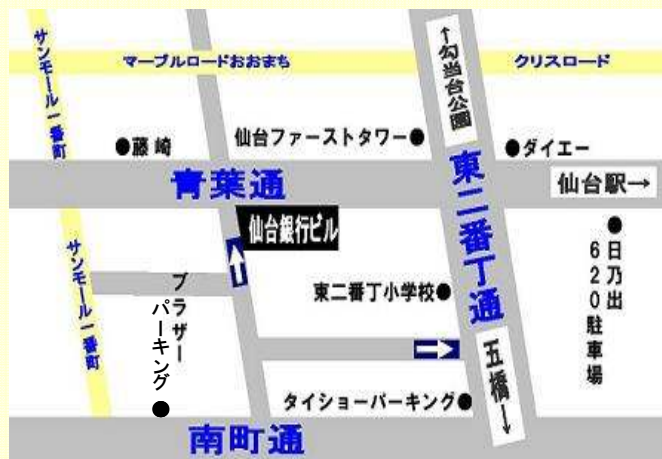 サンモール一番町
マーブルロードおおまち
↑勾当台公園
クリスロード
●藤崎
仙台ファーストタワー●
●ダイエー
青葉通
東二番丁通
仙台駅→
仙台銀行ビル
サンモール一番町
ブラザー
パーキング
東二番丁小学校●
日乃出
620駐車場
五橋↓
タイショーパーキング●
南町通